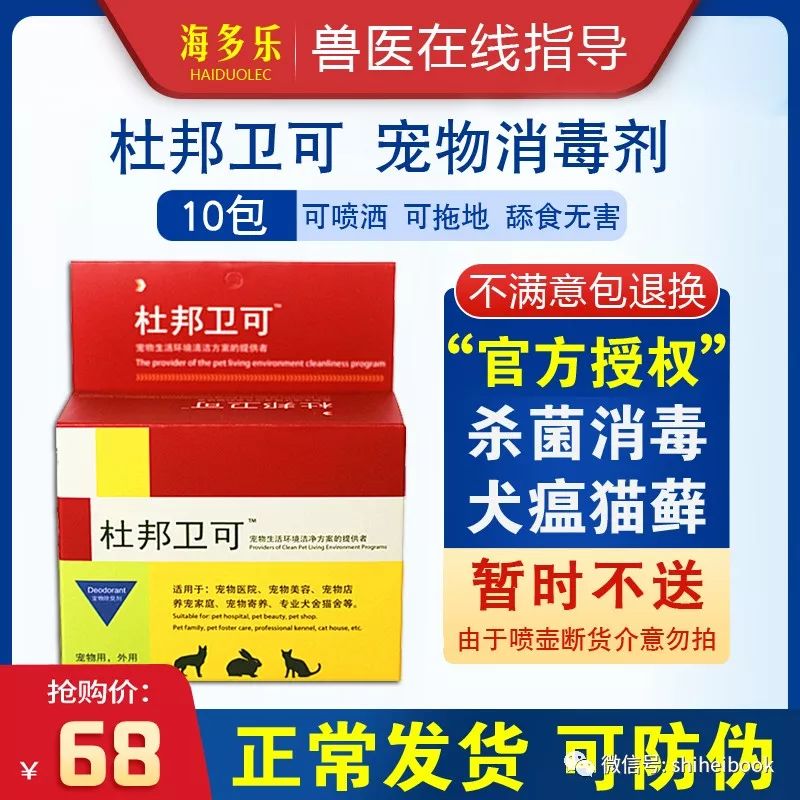 海多乐
HAIDUOLEC
兽医在线指导
杜邦卫可 宠物消毒剂
10包 可喷洒 可拖地 舔食无害
杜邦卫可™
宠物生活环境清洁方案的提供者
The provider of the pet living environment cleanliness program
杜邦卫可™
宠物生活环境洁净方案的提供者
Providers of Clean Pet Living Environment Programs
Deodorant
宠物除臭剂
适用于：宠物医院、宠物美容、宠物店
养宠家庭、宠物寄养、专业犬舍猫舍等。
Suitable for: pet hospital, pet beauty, pet shop.
Pet family, pet foster care, professional kennel, cat house, etc.
宠物用，外用
不满意包退换
“官方授权”
杀菌消毒
犬瘟猫藓
暂时不送
由于喷壶断货介意勿拍
抢购价：
￥68
正常发货 可防伪
微信号: shiheibook